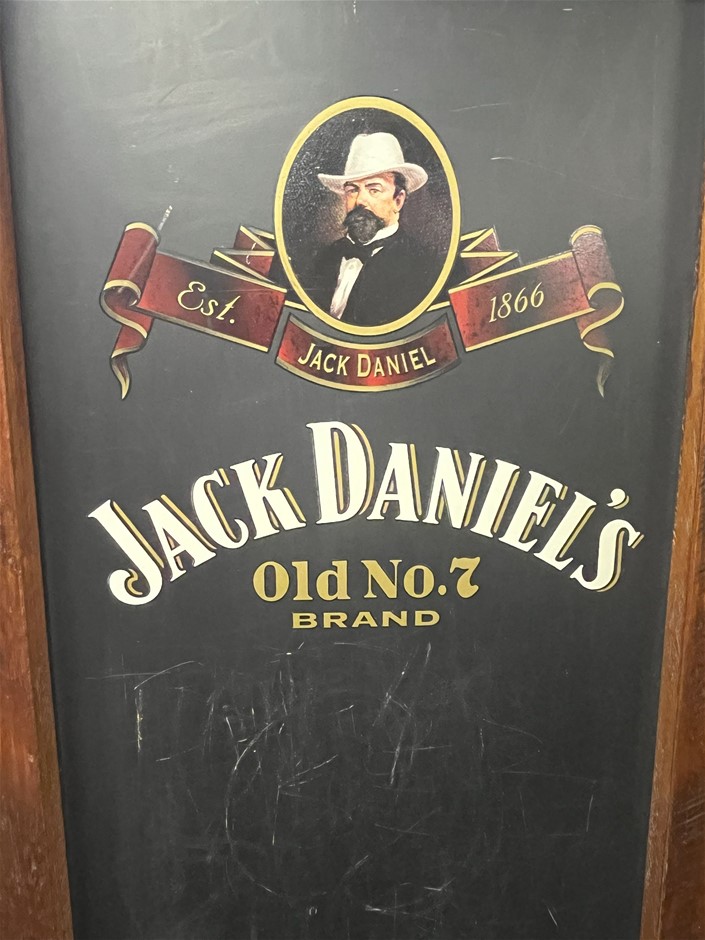 Est. 1866
JACK DANIEL
JACK DANIEL'S
Old No.7
BRAND